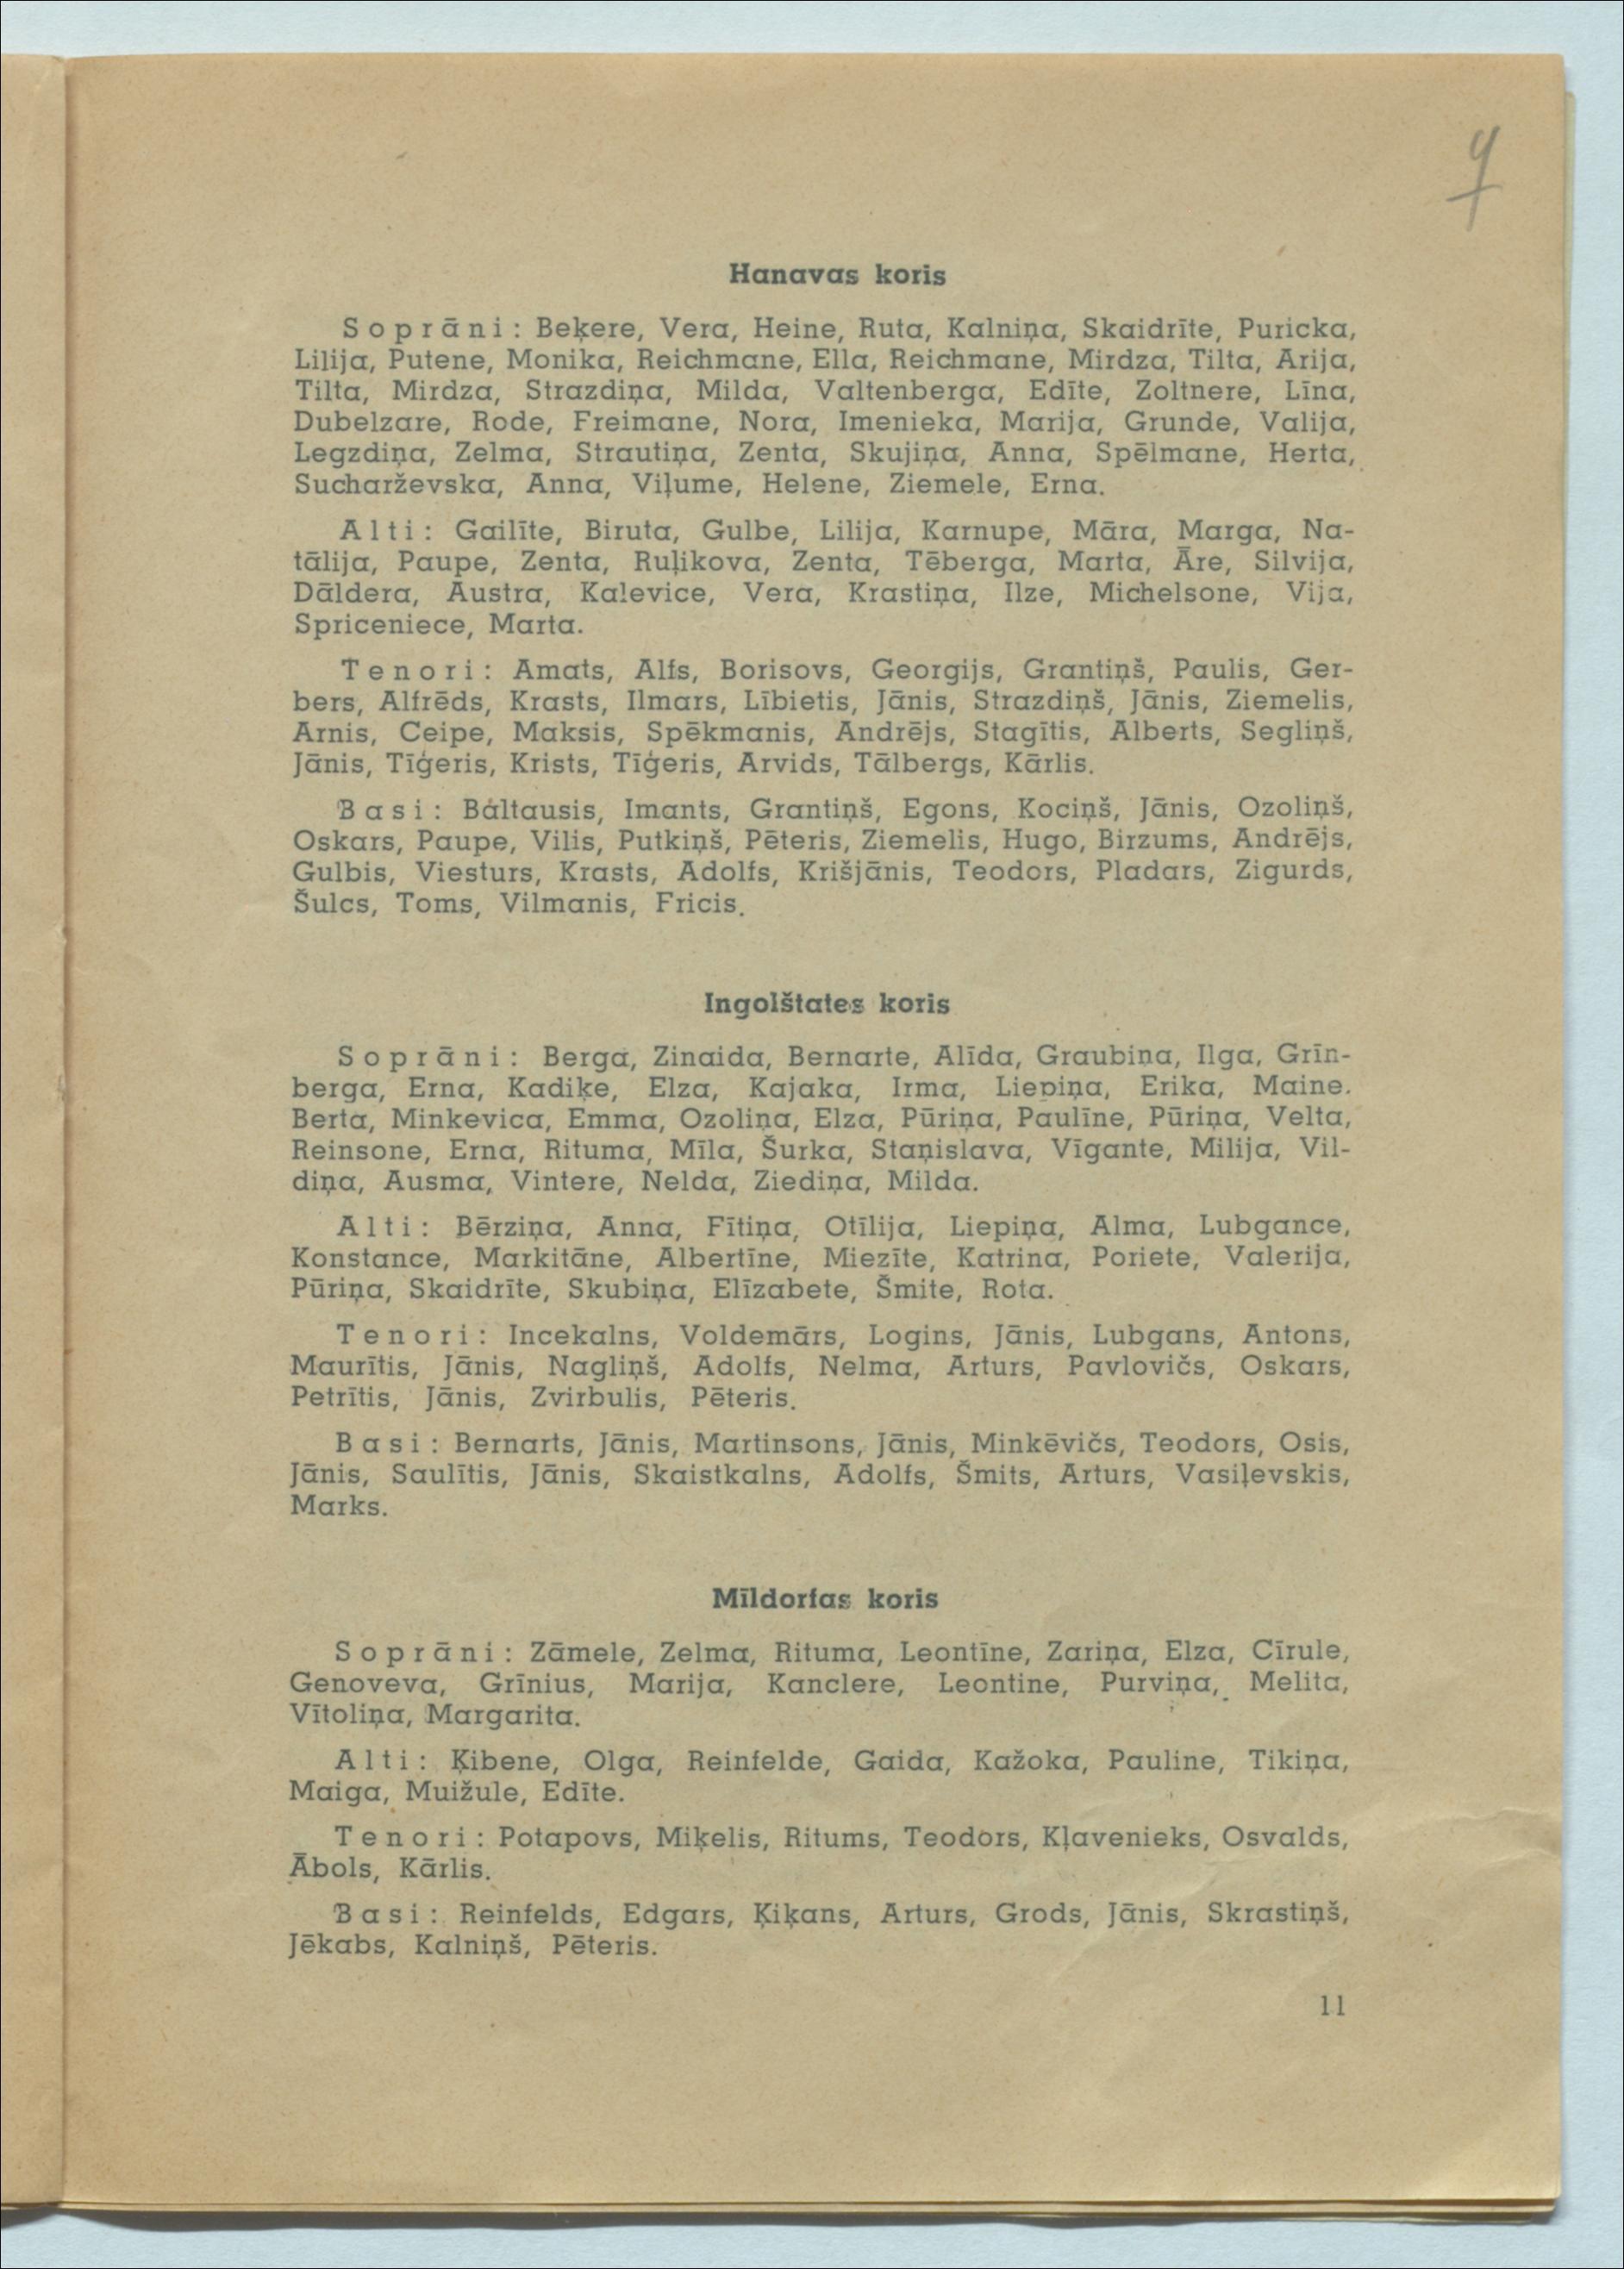 Hanavas koris
Soprāni: Beķere, Vera, Heine, Ruta, Kalniņa, Skaidrīte, Puricka,
Lilija, Putene, Monika, Reichmane, Ella, Reichmane, Mirdza, Tilta, Arija,
Tilta, Mirdza, Strazdiņa, Milda, Valtenberga, Edīte, Zoltnere, Līna,
Dubelzare, Rode, Freimane, Nora, Imenieka, Marija, Grunde, Valija,
Legzdiņa, Zelma, Strautiņa, Zenta, Skujiņa, Anna, Spēlmane, Herta,
Sucharževska, Anna, Viļume, Helene, Ziemele, Erna.
Alti: Gailīte, Biruta, Gulbe, Lilija, Karnupe, Māra, Marga, Na-
tālija, Paupe, Zenta, Ruļikova, Zenta, Tēberga, Marta, Āre, Silvija,
Dāldera, Austra, Kalevice, Vera, Krastiņa, Ilze, Michelsone, Vija,
Spriceniece, Marta.
Tenori: Amats, Alfs, Borisovs, Georgijs, Grantiņš, Paulis, Ger-
bers, Alfrēds, Krasts, Ilmars, Lībietis, Jānis, Strazdiņš, Jānis, Ziemelis,
Arnis, Ceipe, Maksis, Spēkmanis, Andrējs, Stagītis, Alberts, Segliņš,
Jānis, Tīģeris, Krists, Tīģeris, Arvids, Tālbergs, Kārlis.
Basi: Baltausis, Imants, Grantiņš, Egons, Kociņš, Jānis, Ozoliņš,
Oskars, Paupe, Vilis, Putkiņš, Pēteris, Ziemelis, Hugo, Birzums, Andrējs,
Gulbis, Viesturs, Krasts, Adolfs, Krišjānis, Teodors, Pladars, Zigurds,
Šulcs, Toms, Vilmanis, Fricis.
Ingolštates koris
Soprāni: Berga, Zinaida, Bernarte, Alīda, Graubiņa, Ilga, Grīn-
berga, Erna, Kadiķe, Elza, Kajaka, Irma, Liepiņa, Erika, Maine.
Berta, Minkevica, Emma, Ozoliņa, Elza, Pūriņa, Paulīne, Pūriņa, Velta,
Reinsone, Erna, Rituma, Mīla, Šurka, Staņislava, Vīgante, Milija, Vil-
diņa, Ausma, Vintere, Nelda, Ziediņa, Milda.
Alti: Bērziņa, Anna, Fītiņa, Otīlija, Liepiņa, Alma, Lubgance,
Konstance, Markitāne, Albertīne, Miezīte, Katrina, Poriete, Valerija,
Pūriņa, Skaidrīte, Skubiņa, Elīzabete, Šmite, Rota.
Tenori: Incekalns, Voldemārs, Logins, Jānis, Lubgans, Antons,
Maurītis, Jānis, Nagliņš, Adolfs, Nelma, Arturs, Pavlovičs, Oskars,
Petrītis, Jānis, Zvirbulis, Pēteris.
Basi: Bernarts, Jānis, Martinsons, Jānis, Minkēvičs, Teodors, Osis,
Jānis, Saulītis, Jānis, Skaistkalns, Adolfs, Šmits, Arturs, Vasiļevskis,
Marks.
Mīldorfas koris
Soprāni: Zāmele, Zelma, Rituma, Leontīne, Zariņa, Elza, Cīrule,
Genoveva, Grīnius, Marija, Kanclere, Leontine, Purviņa, Melita,
Vītoliņa, Margarita.
Alti: Ķibene, Olga, Reinfelde, Gaida, Kažoka, Pauline, Tikiņa,
Maiga, Muižule, Edīte.
Tenori: Potapovs, Miķelis, Ritums, Teodors, Kļavenieks, Osvalds,
Ābols, Kārlis.
Basi: Reinfelds, Edgars, Ķiķans, Arturs, Grods, Jānis, Skrastiņš,
Jēkabs, Kalniņš, Pēteris.
11